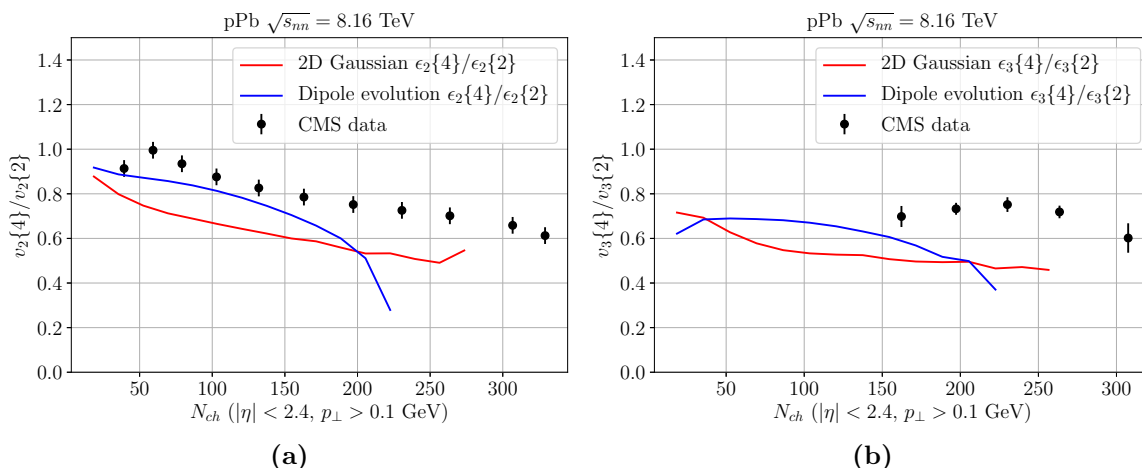 pPb √s_nn = 8.16 TeV
v₂{4}/v₂{2}
1.4
1.2
1.0
0.8
0.6
0.4
0.2
0.0
2D Gaussian ϵ₂{4}/ϵ₂{2}
Dipole evolution ϵ₂{4}/ϵ₂{2}
CMS data
50 100 150 200 250 300
N_ch (|η| < 2.4, p_⊥ > 0.1 GeV)
(a)
pPb √s_nn = 8.16 TeV
v₃{4}/v₃{2}
1.4
1.2
1.0
0.8
0.6
0.4
0.2
0.0
2D Gaussian ϵ₃{4}/ϵ₃{2}
Dipole evolution ϵ₃{4}/ϵ₃{2}
CMS data
50 100 150 200 250 300
N_ch (|η| < 2.4, p_⊥ > 0.1 GeV)
(b)